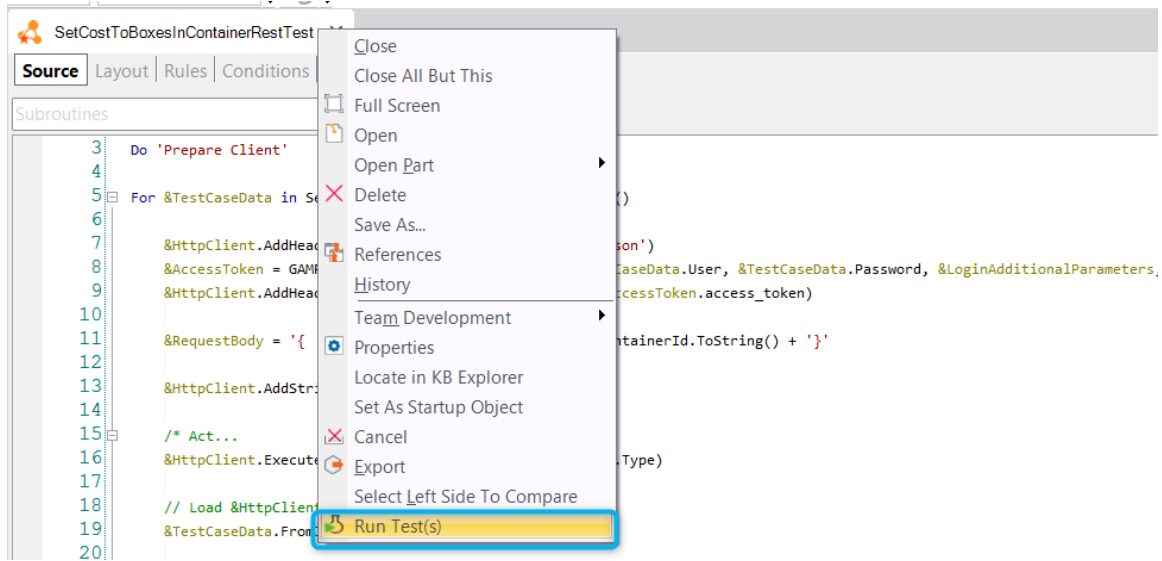 SetCostToBoxesInContainerRestTest
Source Layout Rules Conditions
Subroutines
3 Do 'Prepare Client'
4
5 For &TestCaseData in Se ()
6
7 &HttpClient.AddHead son')
8 &AccessToken = GAMR CaseData.User, &TestCaseData.Password, &LoginAdditionalParameters,
9 &HttpClient.AddHead ccessToken.access_token)
10
11 &RequestBody = '{ ntainerId.ToString() + '}'
12
13 &HttpClient.AddStri
14
15 /* Act...
16 &HttpClient.Execute .Type)
17
18 // Load &HttpClient
19 &TestCaseData.From
20
Close
Close All But This
Full Screen
Open
Open Part
Delete
Save As...
References
History
Team Development
Properties
Locate in KB Explorer
Set As Startup Object
Cancel
Export
Select Left Side To Compare
Run Test(s)